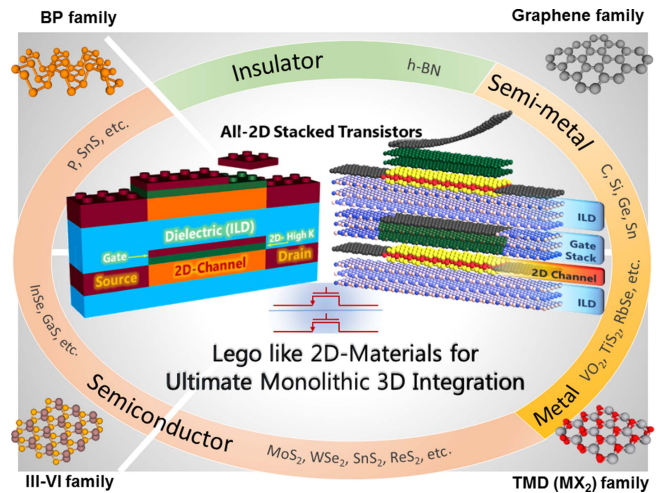 BP family
Graphene family
Insulator
h-BN
Semi-metal
C, Si, Ge, Sn
P, SnS, etc.
All-2D Stacked Transistors
Dielectric (ILD)
2D- High K
Gate
2D-Channel
Source
Drain
ILD
Gate
Stack
2D Channel
ILD
InSe, GaS, etc.
VO₂, TiS₂, RbSe, etc.
Metal
Lego like 2D-Materials for
Ultimate Monolithic 3D Integration
Semiconductor
MoS₂, WSe₂, SnS₂, ReS₂, etc.
III-VI family
TMD (MX₂) family